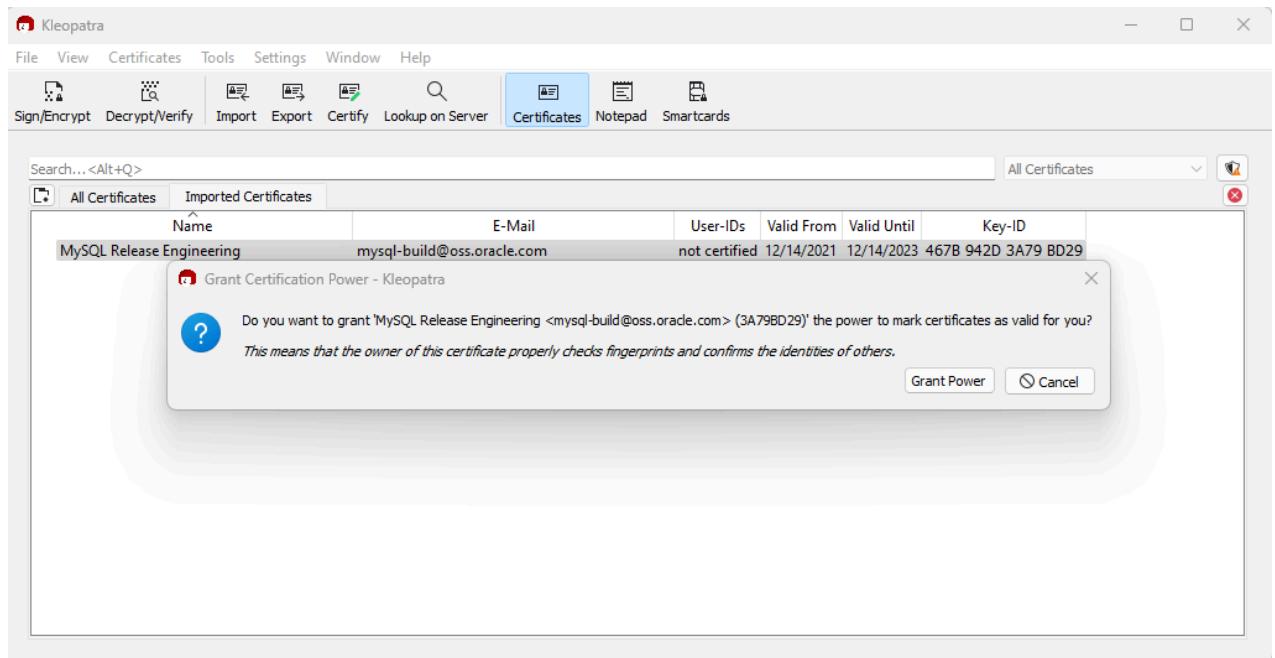 Kleopatra
File View Certificates Tools Settings Window Help
Sign/Encrypt Decrypt/Verify Import Export Certify Lookup on Server Certificates Notepad Smartcards
Search...<Alt+Q> All Certificates
All Certificates Imported Certificates
Name E-Mail User-IDs Valid From Valid Until Key-ID
MySQL Release Engineering mysql-build@oss.oracle.com not certified 12/14/2021 12/14/2023 467B 942D 3A79 BD29
Grant Certification Power - Kleopatra
Do you want to grant 'MySQL Release Engineering <mysql-build@oss.oracle.com> (3A79BD29)' the power to mark certificates as valid for you?
This means that the owner of this certificate properly checks fingerprints and confirms the identities of others.
Grant Power Cancel